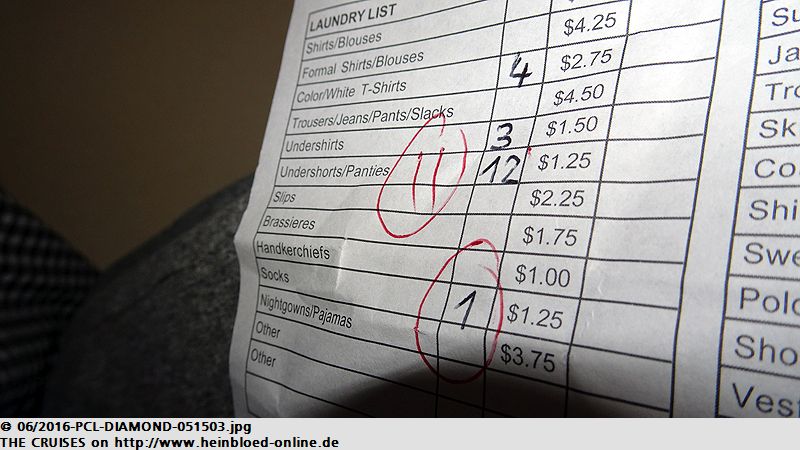 LAUNDRY LIST
Shirts/Blouses
Formal Shirts/Blouses $4.25
Color/White T-Shirts 4 $2.75
Trousers/Jeans/Pants/Slacks $4.50
Undershirts 3 $1.50
Undershorts/Panties 11 12 $1.25
Slips $2.25
Brassieres $1.75
Handkerchiefs $1.00
Socks 1 $1.25
Nightgowns/Pajamas $3.75
Other
Other
Su
Ja
Tro
Sk
Co
Shi
Swe
Polo
Sho
Vest
© 06/2016-PCL-DIAMOND-051503.jpg
THE CRUISES on http://www.heinbloed-online.de